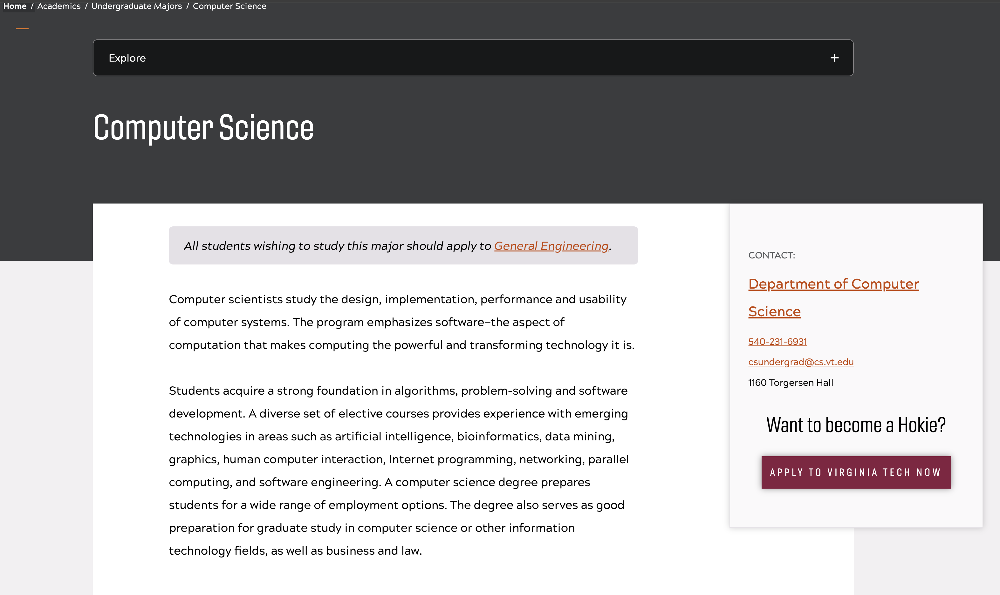 Home / Academics / Undergraduate Majors / Computer Science
Explore +
Computer Science
All students wishing to study this major should apply to General Engineering.
Computer scientists study the design, implementation, performance and usability
of computer systems. The program emphasizes software—the aspect of
computation that makes computing the powerful and transforming technology it is.
Students acquire a strong foundation in algorithms, problem-solving and software
development. A diverse set of elective courses provides experience with emerging
technologies in areas such as artificial intelligence, bioinformatics, data mining,
graphics, human computer interaction, Internet programming, networking, parallel
computing, and software engineering. A computer science degree prepares
students for a wide range of employment options. The degree also serves as good
preparation for graduate study in computer science or other information
technology fields, as well as business and law.
CONTACT:
Department of Computer
Science
540-231-6931
csundergrad@cs.vt.edu
1160 Torgersen Hall
Want to become a Hokie?
APPLY TO VIRGINIA TECH NOW